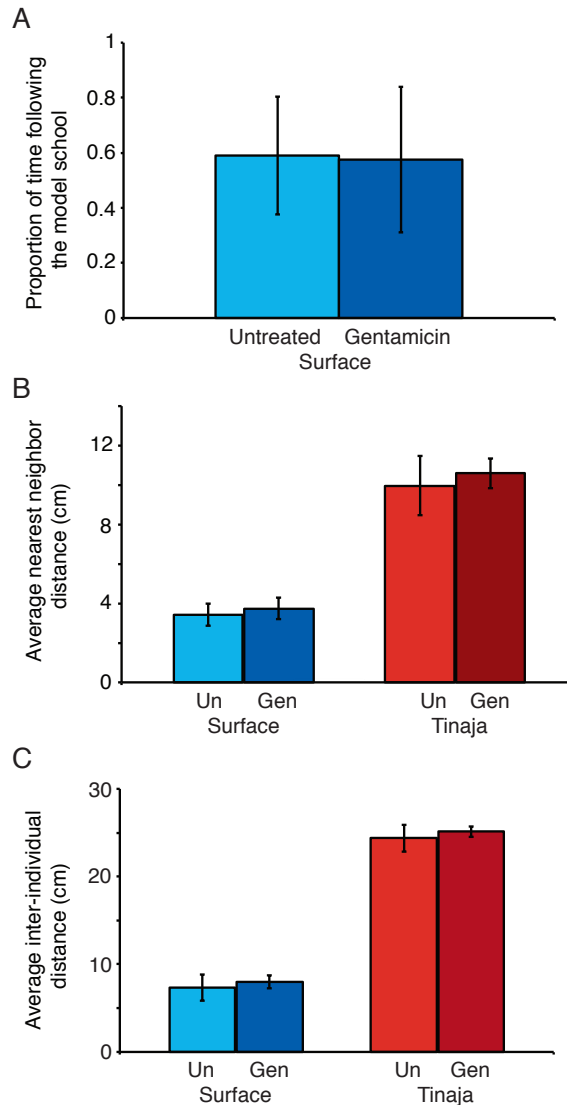 A
Proportion of time following
the model school
1
0.8
0.6
0.4
0.2
0
Untreated Gentamicin
Surface
B
Average nearest neighbor
distance (cm)
12
8
4
0
Un Gen Un Gen
Surface Tinaja
C
Average inter-individual
distance (cm)
30
20
10
0
Un Gen Un Gen
Surface Tinaja